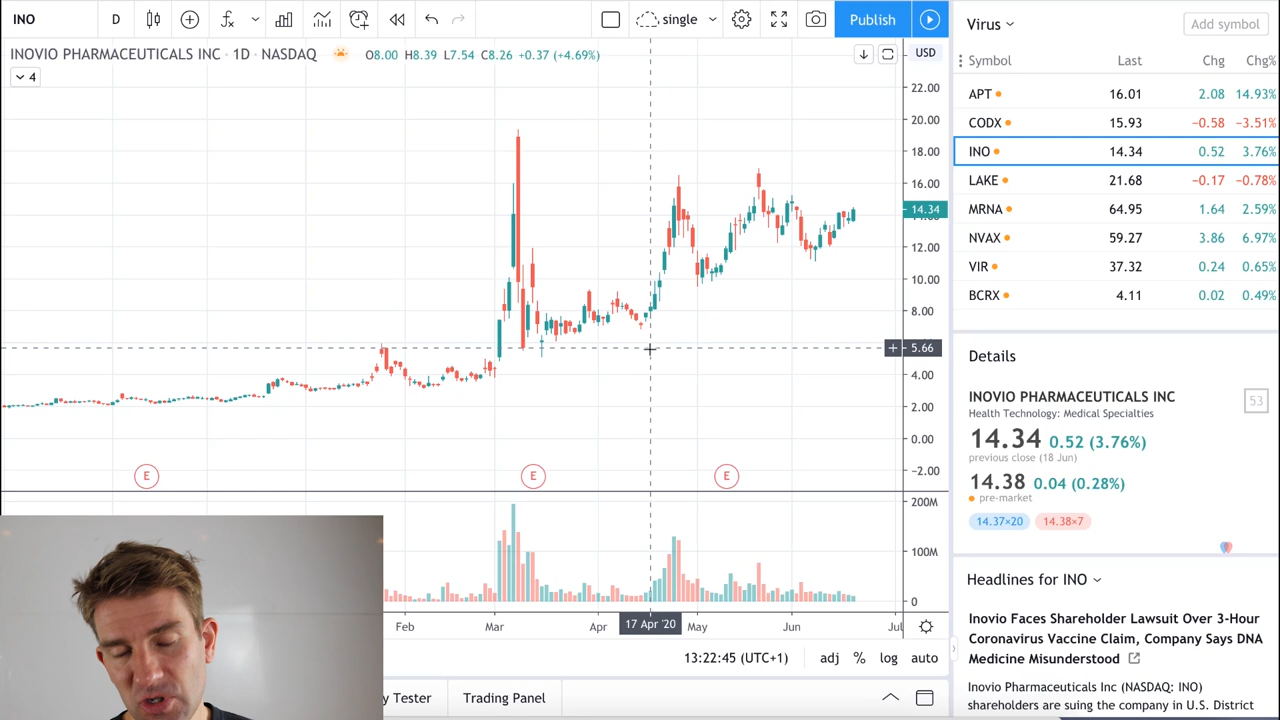 INO D single Publish
INOVIO PHARMACEUTICALS INC · 1D · NASDAQ O8.00 H8.39 L7.54 C8.26 +0.37 (+4.69%) USD
4
22.00
20.00
18.00
16.00
14.34
12.00
10.00
8.00
5.66
4.00
2.00
0.00
−2.00
E E E
200M
100M
0
Feb Mar Apr 17 Apr '20 May Jun Jul
13:22:45 (UTC+1) adj % log auto
y Tester Trading Panel
Virus Add symbol
Symbol Last Chg Chg%
APT 16.01 2.08 14.93%
CODX 15.93 −0.58 −3.51%
INO 14.34 0.52 3.76%
LAKE 21.68 −0.17 −0.78%
MRNA 64.95 1.64 2.59%
NVAX 59.27 3.86 6.97%
VIR 37.32 0.24 0.65%
BCRX 4.11 0.02 0.49%
Details
INOVIO PHARMACEUTICALS INC 53
Health Technology: Medical Specialties
14.34 0.52 (3.76%)
previous close (18 Jun)
14.38 0.04 (0.28%)
pre-market
14.37×20 14.38×7
Headlines for INO
Inovio Faces Shareholder Lawsuit Over 3-Hour
Coronavirus Vaccine Claim, Company Says DNA
Medicine Misunderstood
Inovio Pharmaceuticals Inc (NASDAQ: INO)
shareholders are suing the company in U.S. District